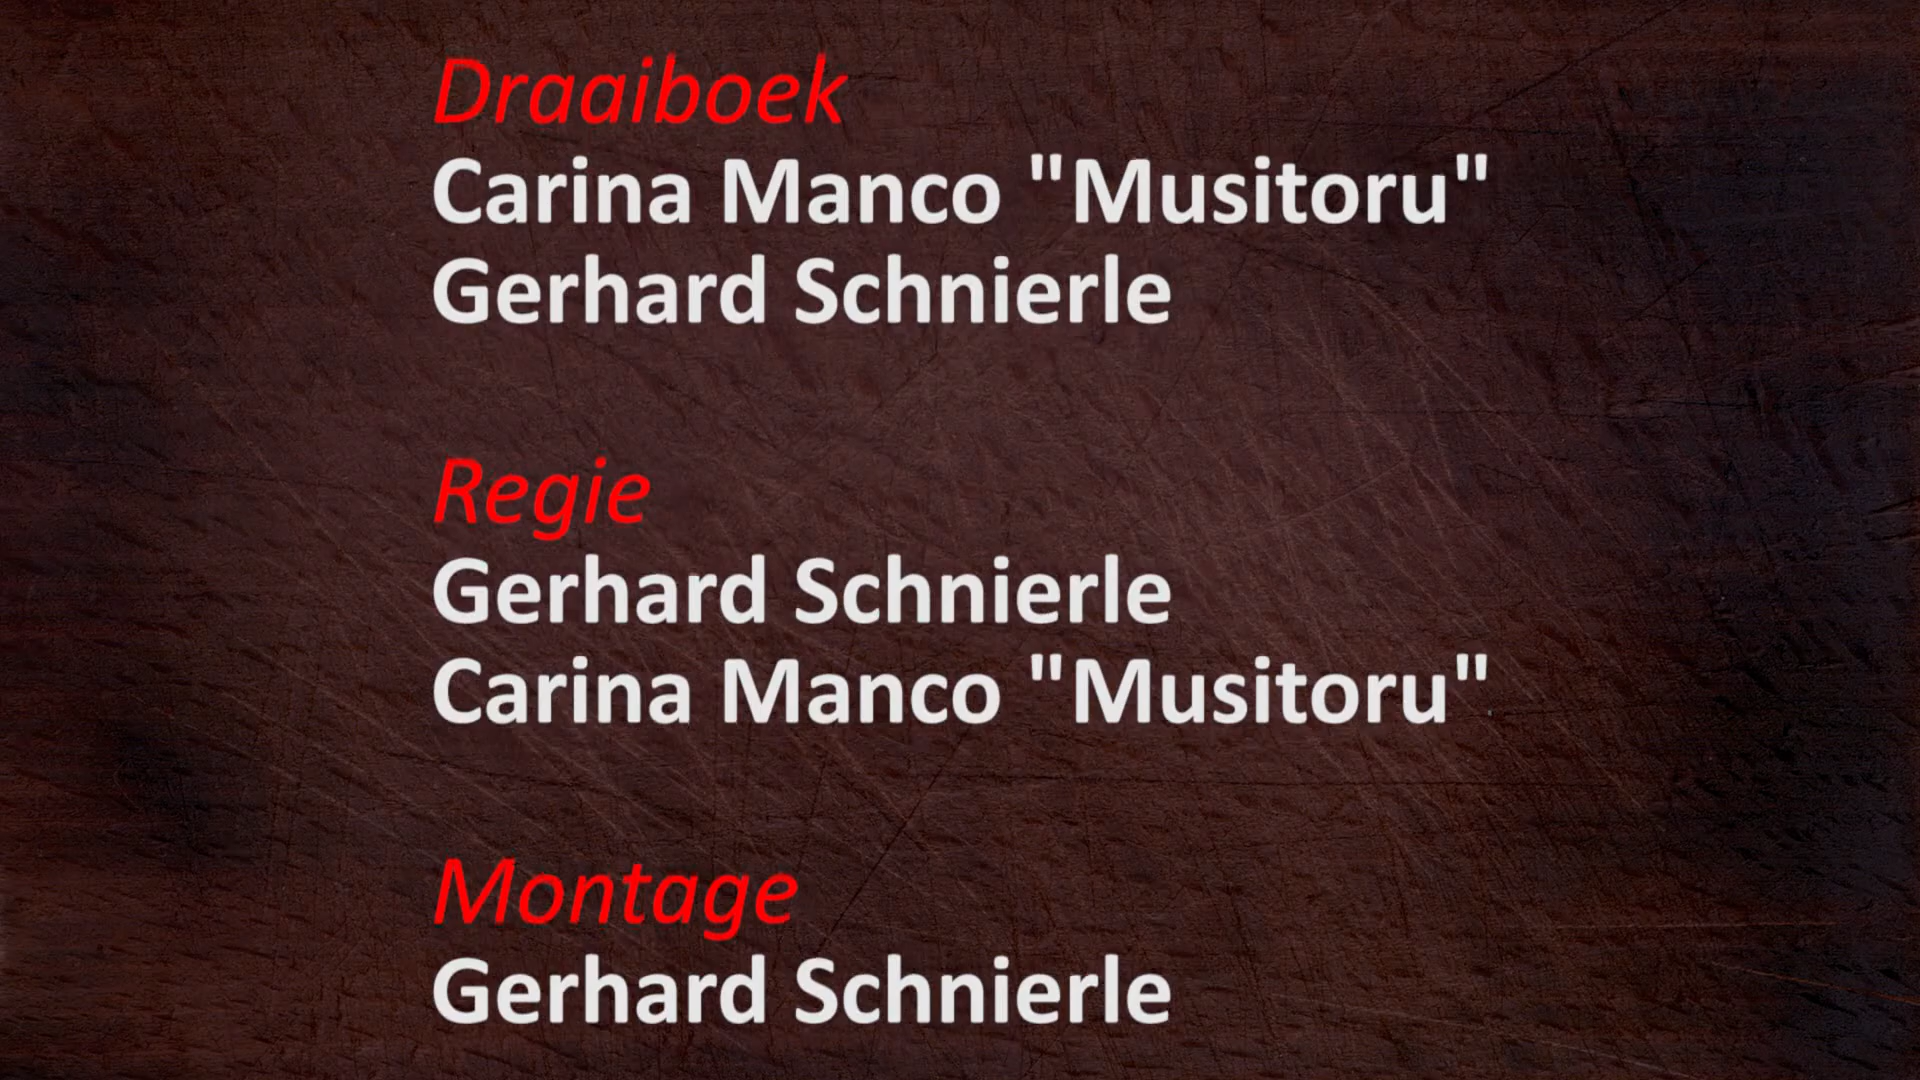 Draaiboek
Carina Manco "Musitoru"
Gerhard Schnierle
Regie
Gerhard Schnierle
Carina Manco "Musitoru"
Montage
Gerhard Schnierle